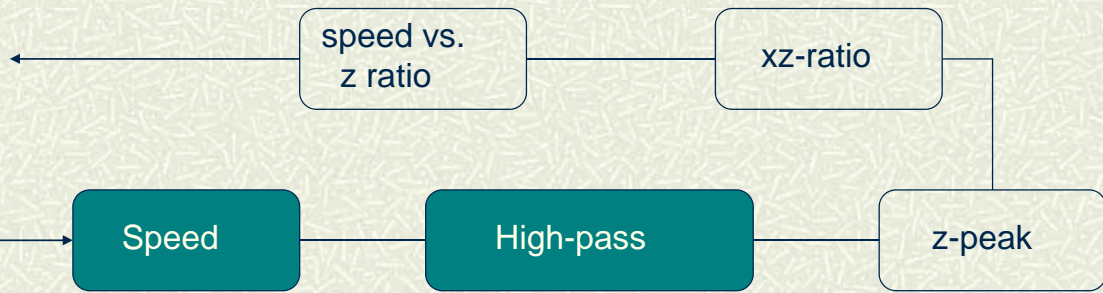 speed vs.
z ratio
xz-ratio
Speed
High-pass
z-peak